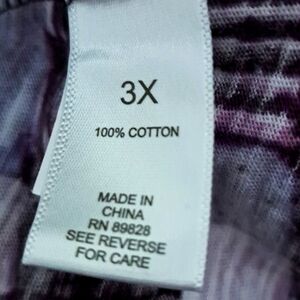 3X
100% COTTON
MADE IN
CHINA
RN 89828
SEE REVERSE
FOR CARE